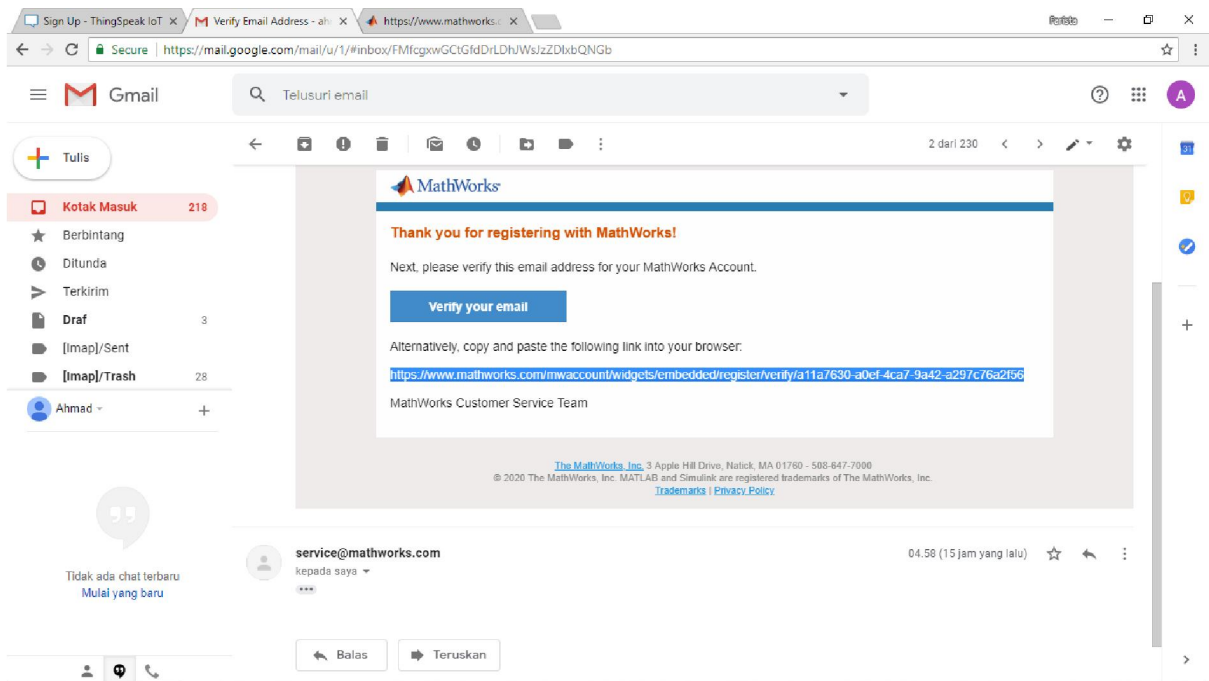 Sign Up - ThingSpeak IoT
Verify Email Address - ah
https://www.mathworks.c
Secure
https://mail.google.com/mail/u/1/#inbox/FMfcgxwGCtGfdDrLDhJWsJzZDlxbQNGb
Gmail
Telusuri email
A
Tulis
2 dari 230
31
Kotak Masuk 218
Berbintang
Ditunda
Terkirim
Draf 3
[Imap]/Sent
[Imap]/Trash 28
Ahmad
Tidak ada chat terbaru
Mulai yang baru
MathWorks
Thank you for registering with MathWorks!
Next, please verify this email address for your MathWorks Account.
Verify your email
Alternatively, copy and paste the following link into your browser:
https://www.mathworks.com/mwaccount/widgets/embedded/register/verify/a11a7630-a0ef-4ca7-9a42-a297c76a2f56
MathWorks Customer Service Team
The MathWorks, Inc. 3 Apple Hill Drive, Natick, MA 01760 - 508-647-7000
© 2020 The MathWorks, Inc. MATLAB and Simulink are registered trademarks of The MathWorks, Inc.
Trademarks | Privacy Policy
service@mathworks.com
04.58 (15 jam yang lalu)
kepada saya
Balas
Teruskan